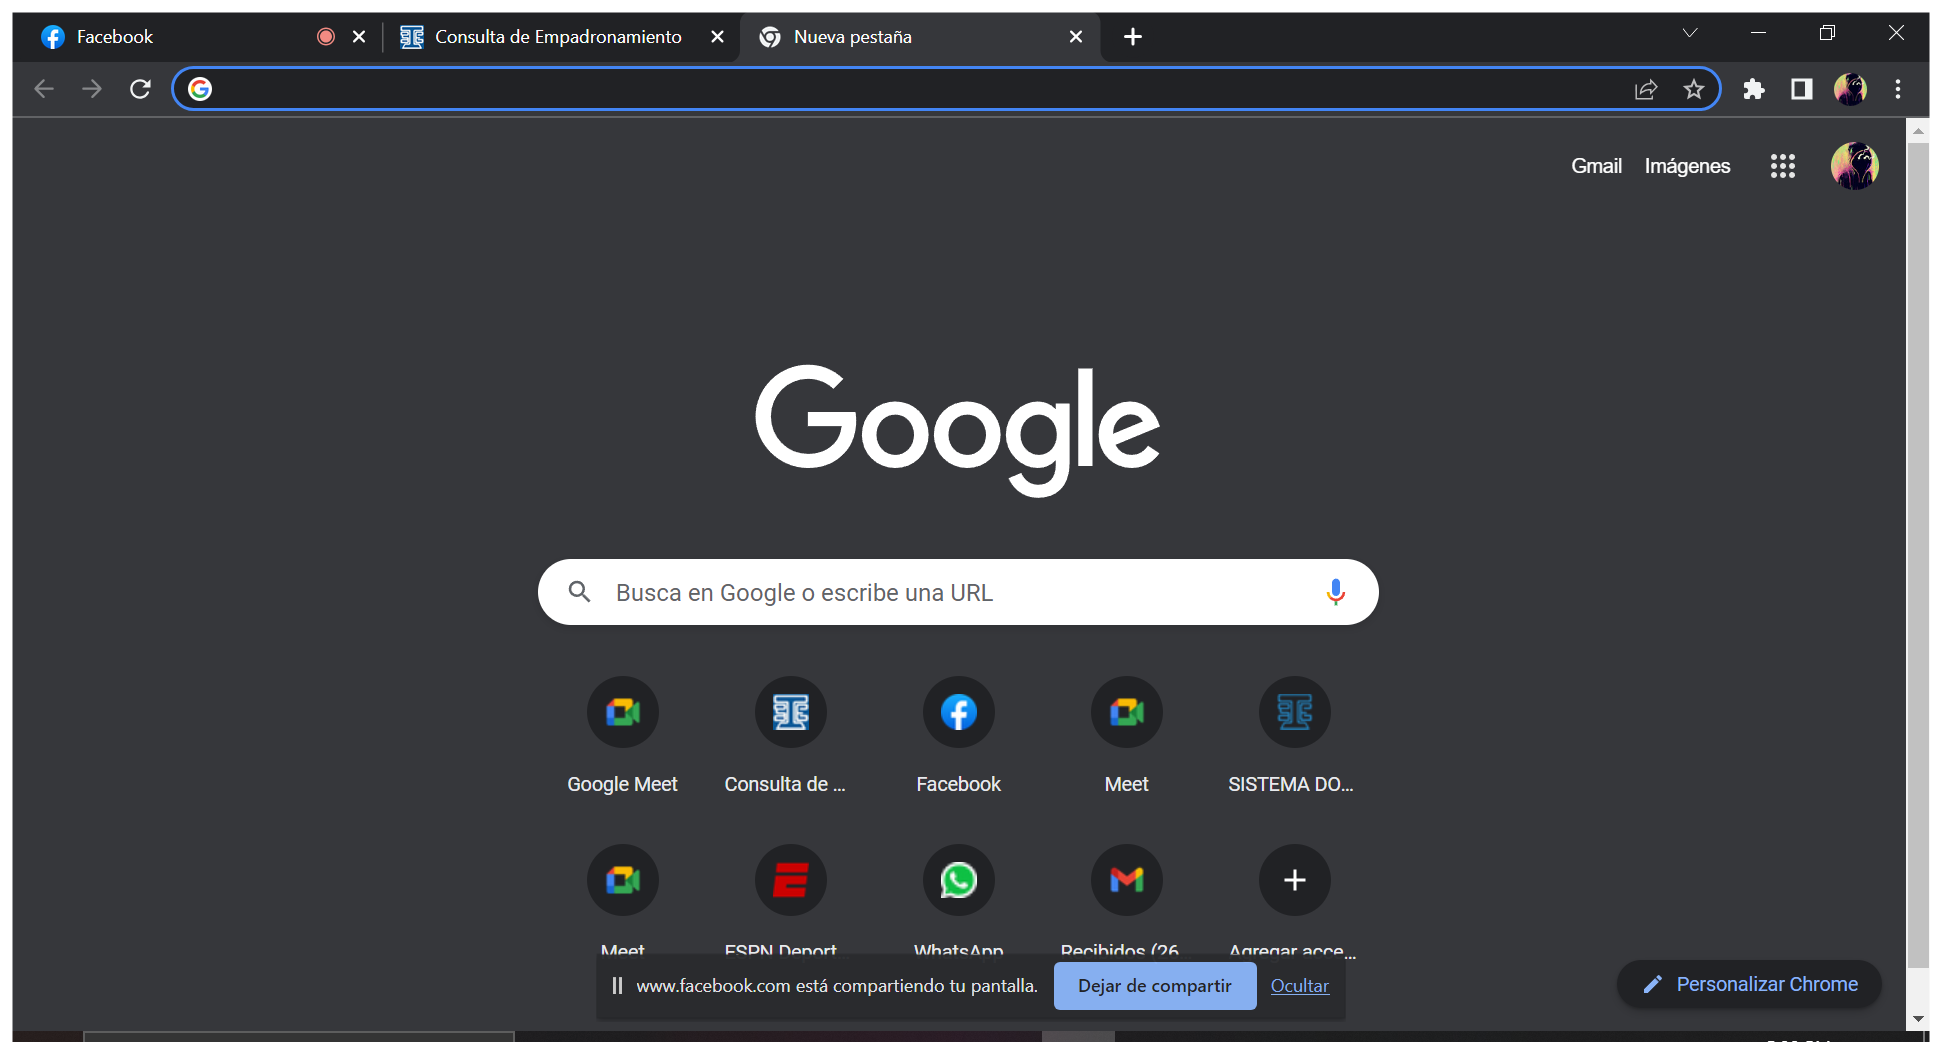 Facebook
Consulta de Empadronamiento
Nueva pestaña
Gmail Imágenes
Google
Busca en Google o escribe una URL
Google Meet
Consulta de ...
Facebook
Meet
SISTEMA DO...
Meet
ESPN Deport
WhatsApp
Recibidos (26
Agregar acce...
www.facebook.com está compartiendo tu pantalla.
Dejar de compartir
Ocultar
Personalizar Chrome